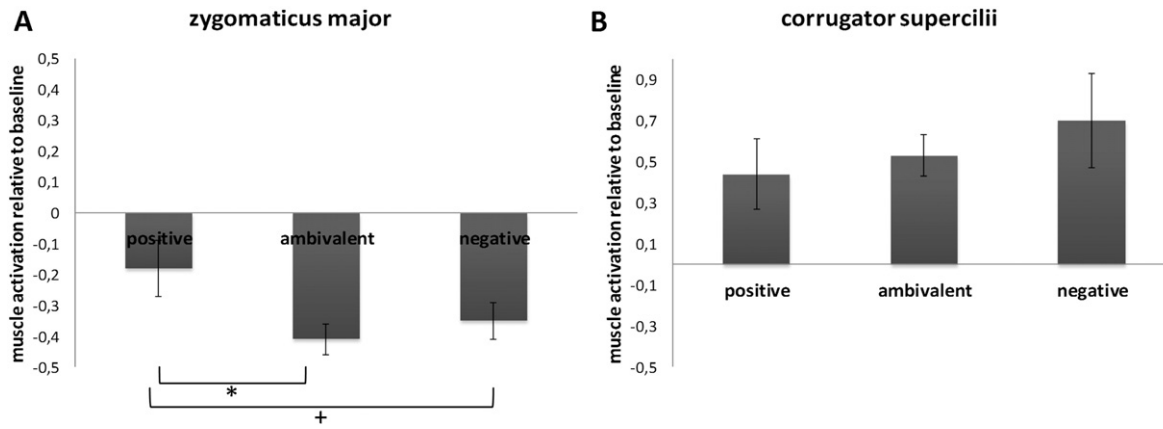 A
zygomaticus major
muscle activation relative to baseline
0,5
0,4
0,3
0,2
0,1
0
-0,1
-0,2
-0,3
-0,4
-0,5
positive
ambivalent
negative
*
+
B
corrugator supercilii
muscle activation relative to baseline
0,9
0,7
0,5
0,3
0,1
-0,1
-0,3
-0,5
positive
ambivalent
negative